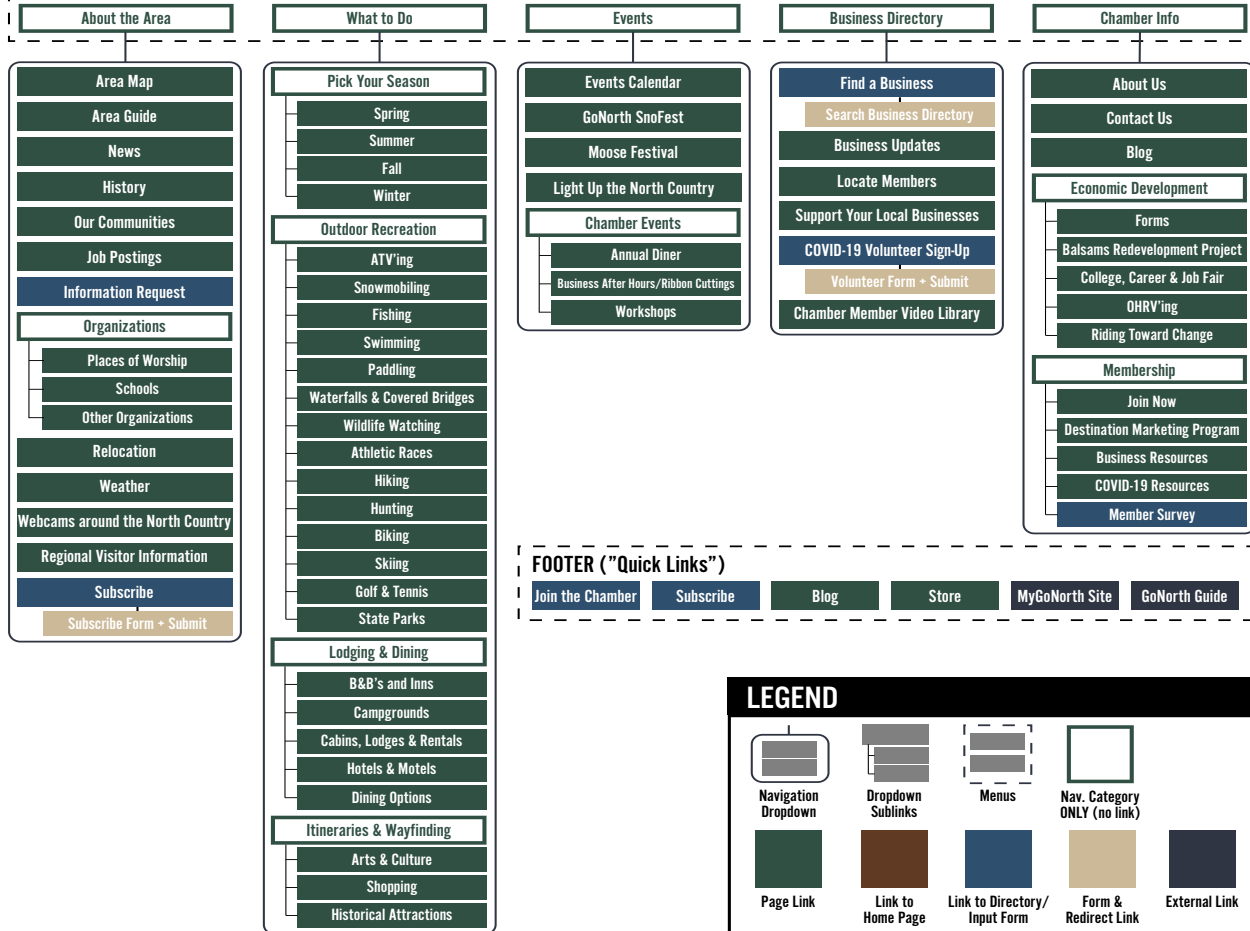 About the Area
What to Do
Events
Business Directory
Chamber Info
Area Map
Area Guide
News
History
Our Communities
Job Postings
Information Request
Organizations
Places of Worship
Schools
Other Organizations
Relocation
Weather
Webcams around the North Country
Regional Visitor Information
Subscribe
Subscribe Form + Submit
Pick Your Season
Spring
Summer
Fall
Winter
Outdoor Recreation
ATV'ing
Snowmobiling
Fishing
Swimming
Paddling
Waterfalls & Covered Bridges
Wildlife Watching
Athletic Races
Hiking
Hunting
Biking
Skiing
Golf & Tennis
State Parks
Lodging & Dining
B&B's and Inns
Campgrounds
Cabins, Lodges & Rentals
Hotels & Motels
Dining Options
Itineraries & Wayfinding
Arts & Culture
Shopping
Historical Attractions
Events Calendar
GoNorth SnoFest
Moose Festival
Light Up the North Country
Chamber Events
Annual Diner
Business After Hours/Ribbon Cuttings
Workshops
Find a Business
Search Business Directory
Business Updates
Locate Members
Support Your Local Businesses
COVID-19 Volunteer Sign-Up
Volunteer Form + Submit
Chamber Member Video Library
About Us
Contact Us
Blog
Economic Development
Forms
Balsams Redevelopment Project
College, Career & Job Fair
OHRV'ing
Riding Toward Change
Membership
Join Now
Destination Marketing Program
Business Resources
COVID-19 Resources
Member Survey
FOOTER ("Quick Links")
Join the Chamber
Subscribe
Blog
Store
MyGoNorth Site
GoNorth Guide
LEGEND
Navigation
Dropdown
Dropdown
Sublinks
Menus
Nav. Category
ONLY (no link)
Page Link
Link to
Home Page
Link to Directory/
Input Form
Form &
Redirect Link
External Link